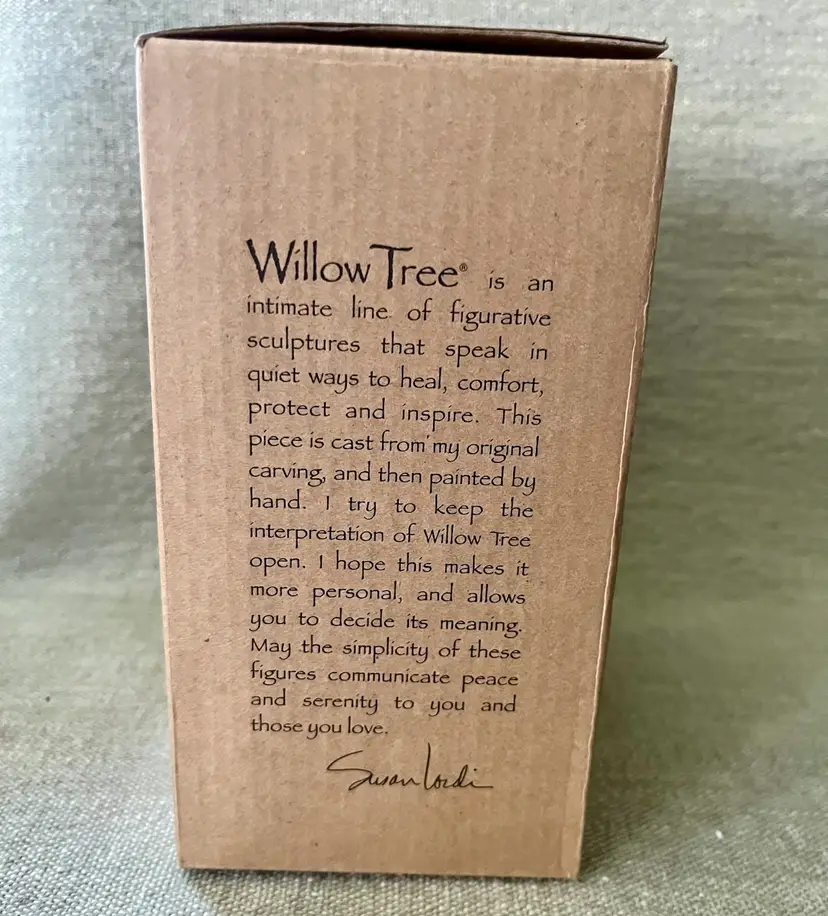 Willow Tree® is an
intimate line of figurative
sculptures that speak in
quiet ways to heal, comfort,
protect and inspire. This
piece is cast from my original
carving, and then painted by
hand. I try to keep the
interpretation of Willow Tree
open. I hope this makes it
more personal, and allows
you to decide its meaning.
May the simplicity of these
figures communicate peace
and serenity to you and
those you love.
Susan Lordi